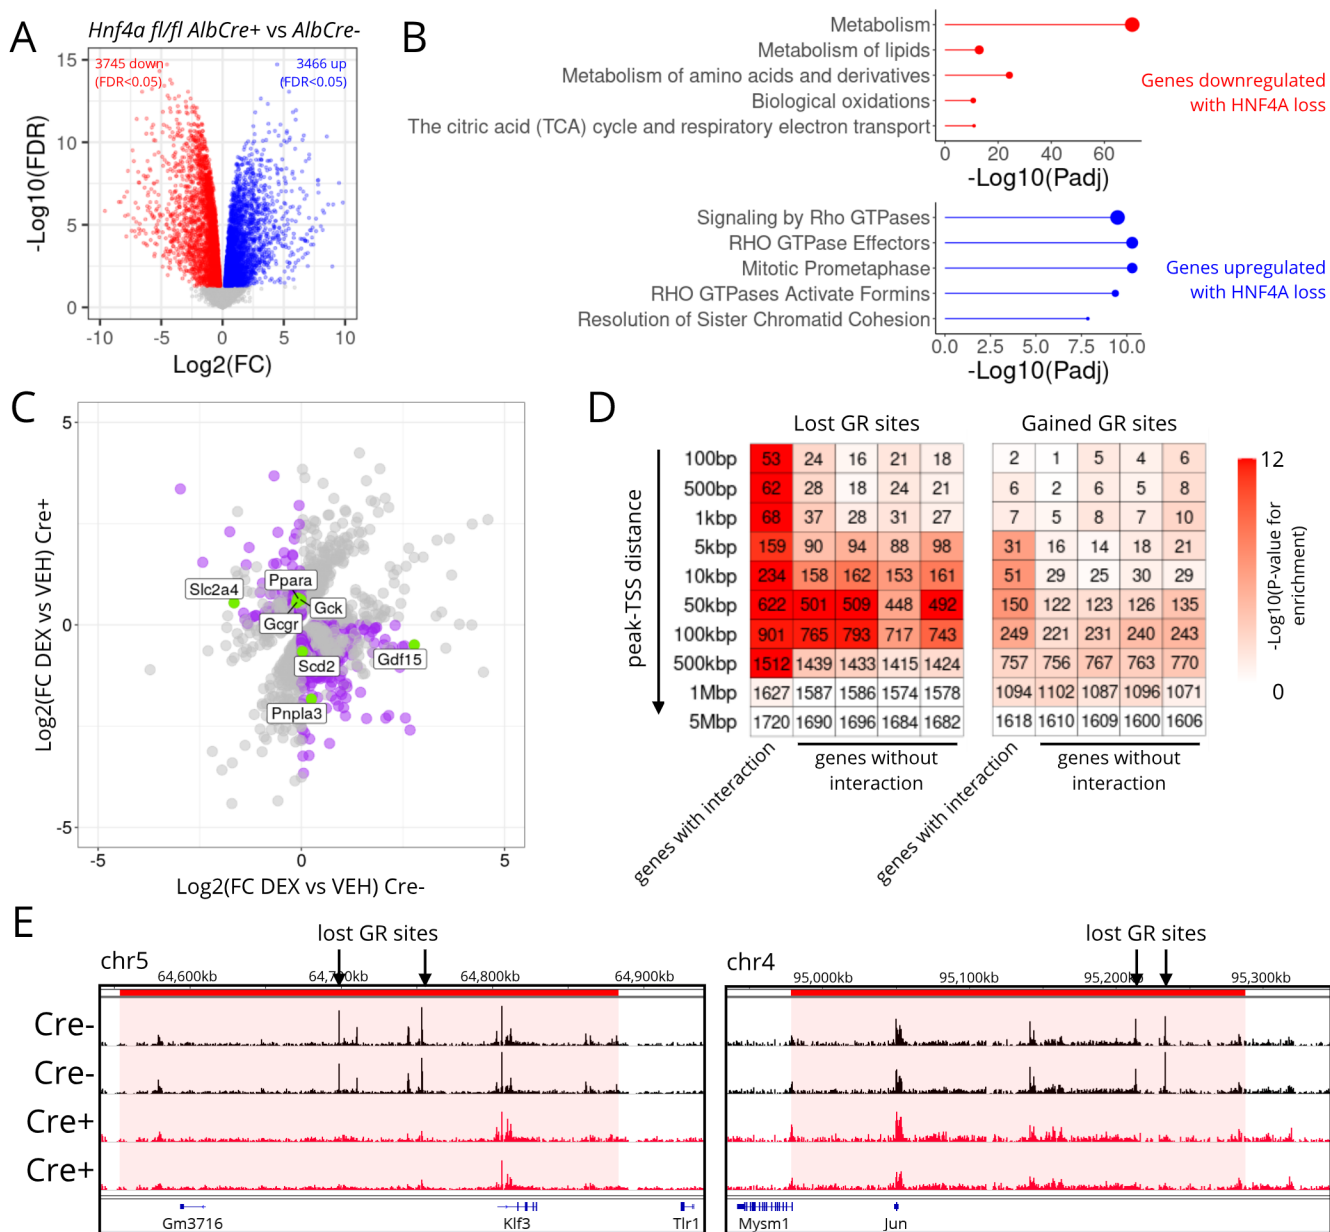 A
Hnf4a fl/fl AlbCre+ vs AlbCre-
3745 down
(FDR<0.05)
3466 up
(FDR<0.05)
-Log10(FDR)
15
10
5
0
-10 -5 0 5 10
Log2(FC)
B
Metabolism
Metabolism of lipids
Metabolism of amino acids and derivatives
Biological oxidations
The citric acid (TCA) cycle and respiratory electron transport
0 20 40 60
-Log10(Padj)
Genes downregulated
with HNF4A loss
Signaling by Rho GTPases
RHO GTPase Effectors
Mitotic Prometaphase
RHO GTPases Activate Formins
Resolution of Sister Chromatid Cohesion
0.0 2.5 5.0 7.5 10.0
-Log10(Padj)
Genes upregulated
with HNF4A loss
C
Log2(FC DEX vs VEH) Cre+
5
0
-5
Slc2a4
Ppara
Gck
Gcgr
Scd2
Gdf15
Pnpla3
-5 0 5
Log2(FC DEX vs VEH) Cre-
D
Lost GR sites Gained GR sites
peak-TSS distance
100bp 53 24 16 21 18 2 1 5 4 6
500bp 62 28 18 24 21 6 2 6 5 8
1kbp 68 37 28 31 27 7 5 8 7 10
5kbp 159 90 94 88 98 31 16 14 18 21
10kbp 234 158 162 153 161 51 29 25 30 29
50kbp 622 501 509 448 492 150 122 123 126 135
100kbp 901 765 793 717 743 249 221 231 240 243
500kbp 1512 1439 1433 1415 1424 757 756 767 763 770
1Mbp 1627 1587 1586 1574 1578 1094 1102 1087 1096 1071
5Mbp 1720 1690 1696 1684 1682 1618 1610 1609 1600 1606
genes with interaction
genes without
interaction
genes with interaction
genes without
interaction
12
0
-Log10(P-value for
enrichment)
E
lost GR sites
chr5
64,600kb 64,700kb 64,800kb 64,900kb
Cre-
Cre-
Cre+
Cre+
Gm3716 Klf3 Tlr1
lost GR sites
chr4
95,000kb 95,100kb 95,200kb 95,300kb
Mysm1 Jun